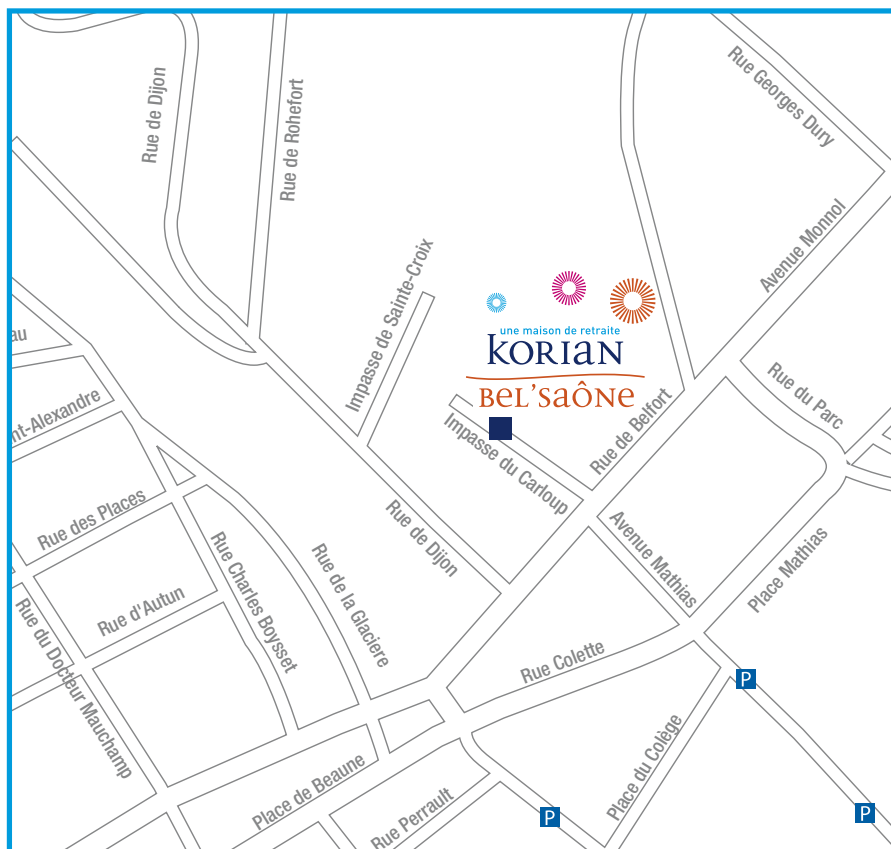 Rue Georges Dury
Rue de Dijon
Rue de Rohefort
Avenue Monnol
Impasse de Sainte-Croix
une maison de retraite
KORIAN
BEL'SAÔNE
au
nt-Alexandre
Rue du Parc
Rue de Belfort
Impasse du Carloup
Rue des Places
Rue de Dijon
Avenue Mathias
Place Mathias
Rue Charles Boysset
Rue de la Glaciere
Rue d'Autun
Rue du Docteur Mauchamp
Rue Colette
P
Place du Colège
Place de Beaune
Rue Perrault
P
P